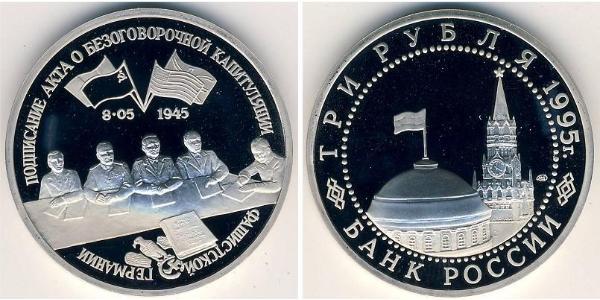 ПОДПИСАНИЕ АКТА О БЕЗОГОВОРОЧНОЙ КАПИТУЛЯЦИИ
ФАШИСТСКОЙ ГЕРМАНИИ
8·05 1945
ТРИ РУБЛЯ 1995г.
БАНК РОССИИ